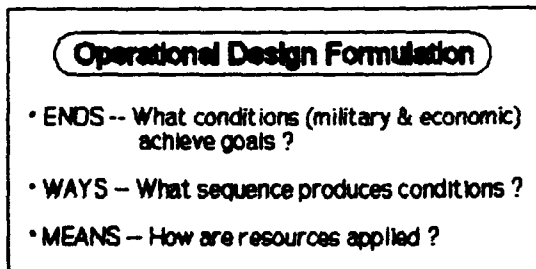 Operational Design Formulation
• ENDS -- What conditions (military & economic)
achieve goals ?
• WAYS – What sequence produces conditions ?
• MEANS – How are resources applied ?